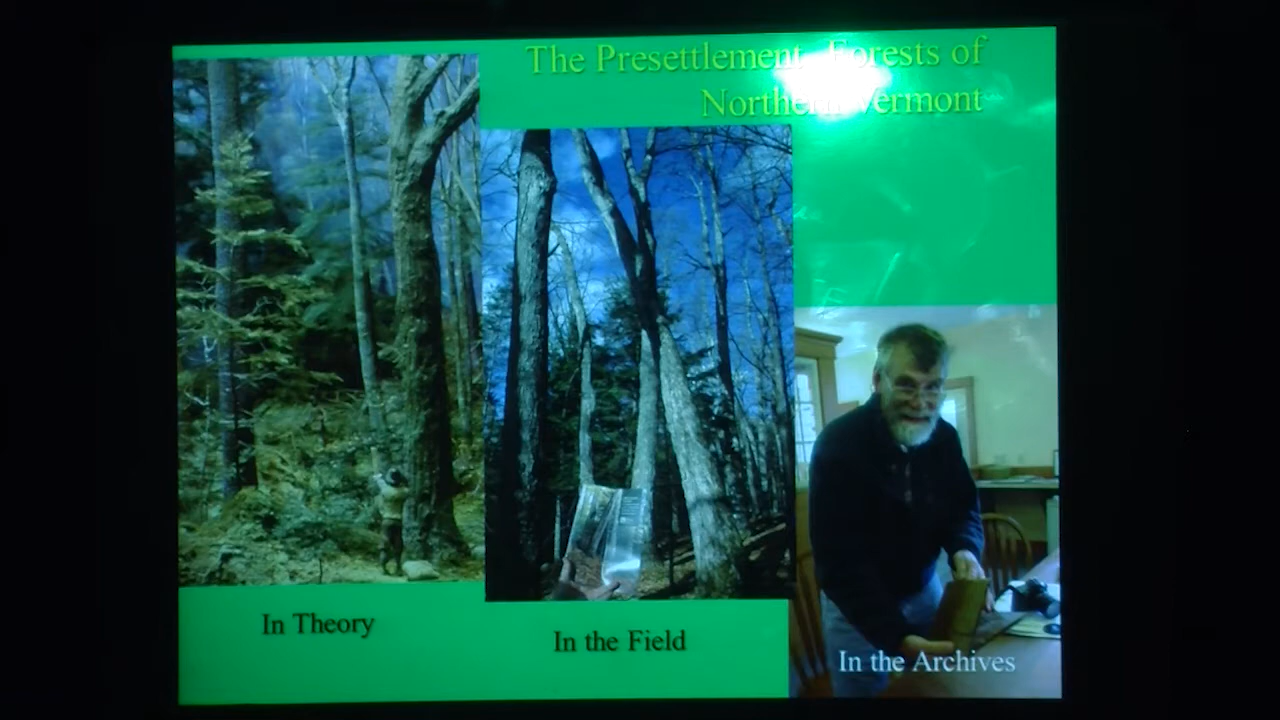 The Presettlement Forests of
Northern Vermont
In Theory
In the Field
In the Archives